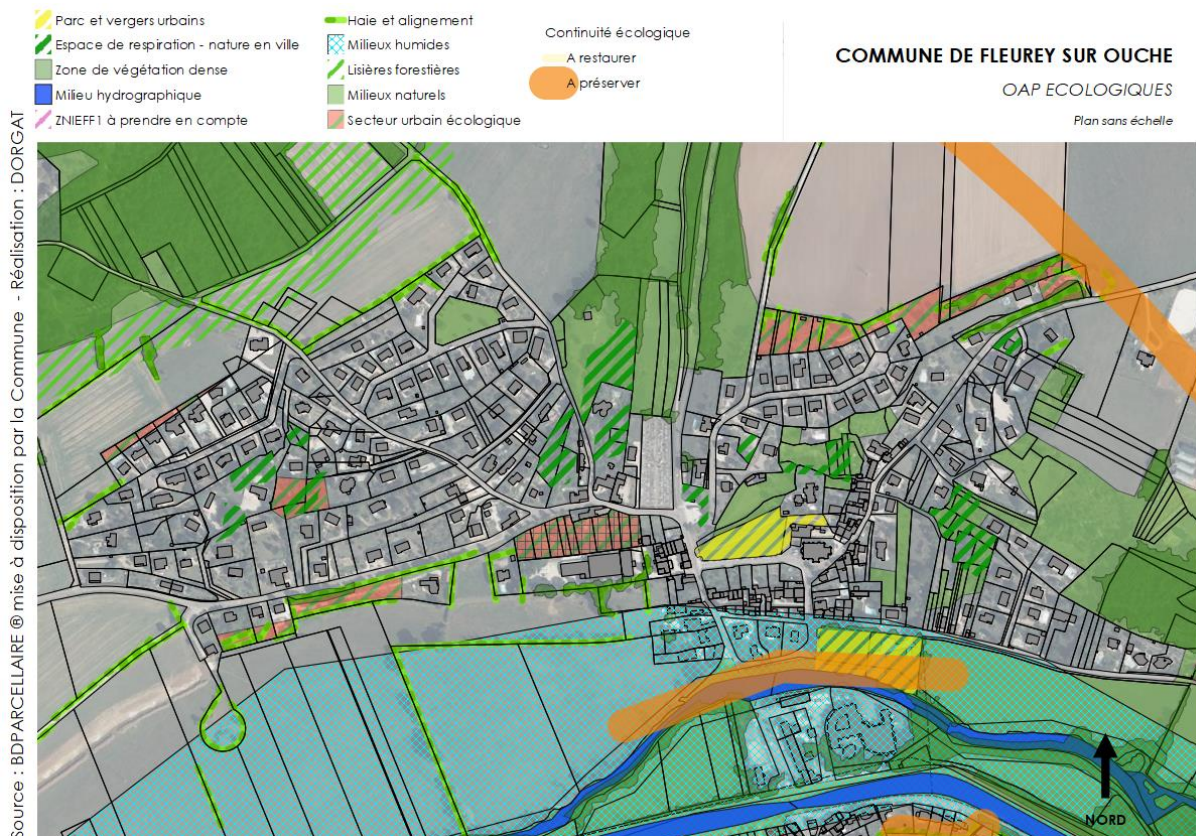 Parc et vergers urbains
Espace de respiration - nature en ville
Zone de végétation dense
Milieu hydrographique
ZNIEFF1 à prendre en compte
Haie et alignement
Milieux humides
Lisières forestières
Milieux naturels
Secteur urbain écologique
Continuité écologique
A restaurer
A préserver
COMMUNE DE FLEUREY SUR OUCHE
OAP ECOLOGIQUES
Plan sans échelle
Source : BDPARCELLAIRE ® mise à disposition par la Commune - Réalisation : DORGAT
NORD